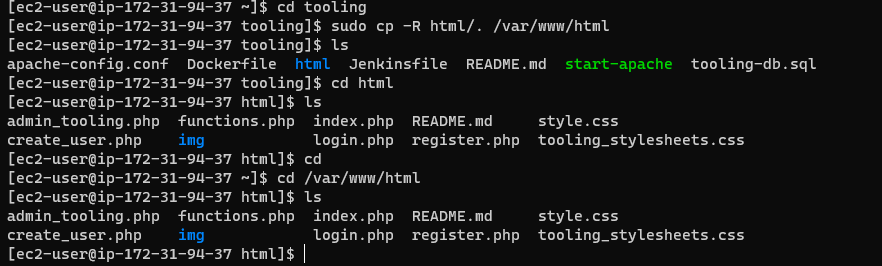 [ec2-user@ip-172-31-94-37 ~]$ cd tooling
[ec2-user@ip-172-31-94-37 tooling]$ sudo cp -R html/. /var/www/html
[ec2-user@ip-172-31-94-37 tooling]$ ls
apache-config.conf  Dockerfile  html  Jenkinsfile  README.md  start-apache  tooling-db.sql
[ec2-user@ip-172-31-94-37 tooling]$ cd html
[ec2-user@ip-172-31-94-37 html]$ ls
admin_tooling.php  functions.php  index.php  README.md     style.css
create_user.php    img            login.php  register.php  tooling_stylesheets.css
[ec2-user@ip-172-31-94-37 html]$ cd
[ec2-user@ip-172-31-94-37 ~]$ cd /var/www/html
[ec2-user@ip-172-31-94-37 html]$ ls
admin_tooling.php  functions.php  index.php  README.md     style.css
create_user.php    img            login.php  register.php  tooling_stylesheets.css
[ec2-user@ip-172-31-94-37 html]$